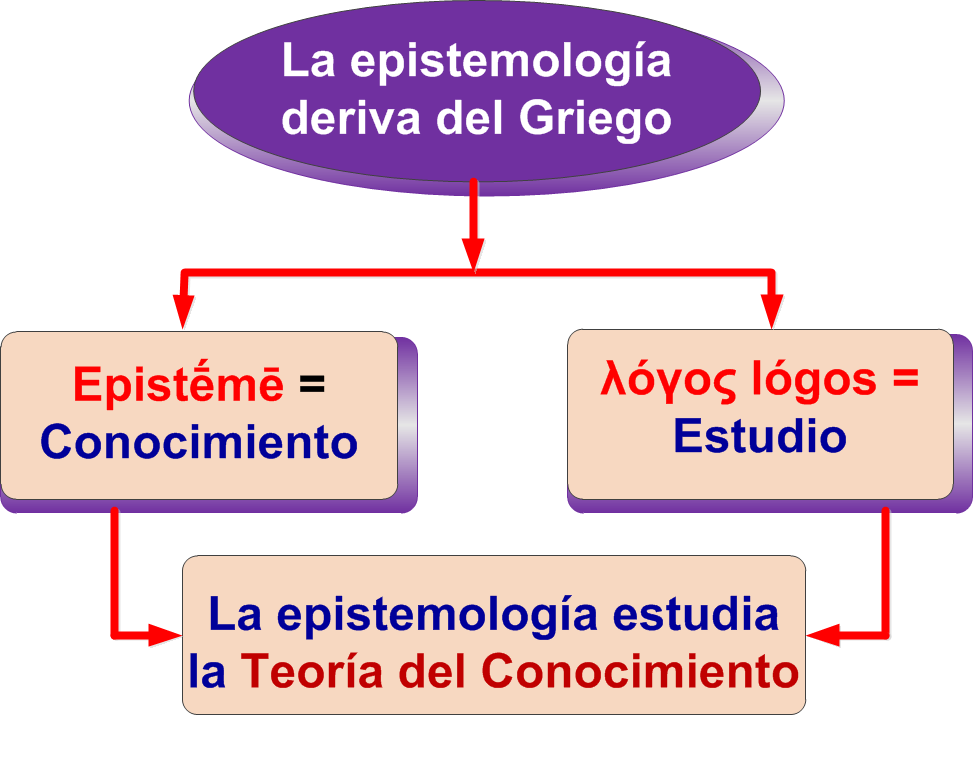 La epistemología
deriva del Griego
Epistḗmē =
Conocimiento
λόγος lógos =
Estudio
La epistemología estudia
la Teoría del Conocimiento